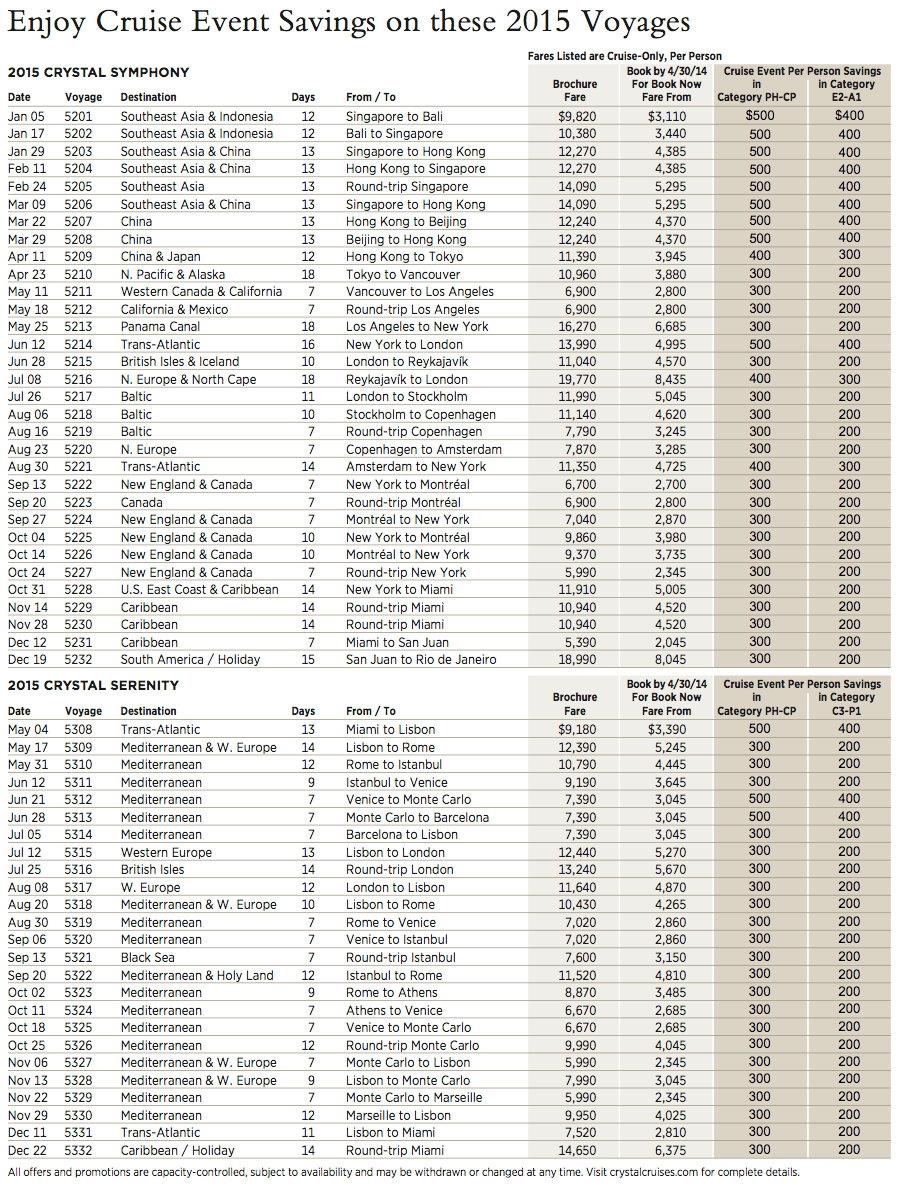 Enjoy Cruise Event Savings on these 2015 Voyages
Fares Listed are Cruise-Only, Per Person
2015 CRYSTAL SYMPHONY Book by 4/30/14 Cruise Event Per Person Savings
Brochure For Book Now in in Category
Date Voyage Destination Days From / To Fare Fare From Category PH-CP E2-A1
Jan 05 5201 Southeast Asia & Indonesia 12 Singapore to Bali $9,820 $3,110 $500 $400
Jan 17 5202 Southeast Asia & Indonesia 12 Bali to Singapore 10,380 3,440 500 400
Jan 29 5203 Southeast Asia & China 13 Singapore to Hong Kong 12,270 4,385 500 400
Feb 11 5204 Southeast Asia & China 13 Hong Kong to Singapore 12,270 4,385 500 400
Feb 24 5205 Southeast Asia 13 Round-trip Singapore 14,090 5,295 500 400
Mar 09 5206 Southeast Asia & China 13 Singapore to Hong Kong 14,090 5,295 500 400
Mar 22 5207 China 13 Hong Kong to Beijing 12,240 4,370 500 400
Mar 29 5208 China 13 Beijing to Hong Kong 12,240 4,370 500 400
Apr 11 5209 China & Japan 12 Hong Kong to Tokyo 11,390 3,945 400 300
Apr 23 5210 N. Pacific & Alaska 18 Tokyo to Vancouver 10,960 3,880 300 200
May 11 5211 Western Canada & California 7 Vancouver to Los Angeles 6,900 2,800 300 200
May 18 5212 California & Mexico 7 Round-trip Los Angeles 6,900 2,800 300 200
May 25 5213 Panama Canal 18 Los Angeles to New York 16,270 6,685 300 200
Jun 12 5214 Trans-Atlantic 16 New York to London 13,990 4,995 500 400
Jun 28 5215 British Isles & Iceland 10 London to Reykajavík 11,040 4,570 300 200
Jul 08 5216 N. Europe & North Cape 18 Reykajavík to London 19,770 8,435 400 300
Jul 26 5217 Baltic 11 London to Stockholm 11,990 5,045 300 200
Aug 06 5218 Baltic 10 Stockholm to Copenhagen 11,140 4,620 300 200
Aug 16 5219 Baltic 7 Round-trip Copenhagen 7,790 3,245 300 200
Aug 23 5220 N. Europe 7 Copenhagen to Amsterdam 7,870 3,285 300 200
Aug 30 5221 Trans-Atlantic 14 Amsterdam to New York 11,350 4,725 400 300
Sep 13 5222 New England & Canada 7 New York to Montréal 6,700 2,700 300 200
Sep 20 5223 Canada 7 Round-trip Montréal 6,900 2,800 300 200
Sep 27 5224 New England & Canada 7 Montréal to New York 7,040 2,870 300 200
Oct 04 5225 New England & Canada 10 New York to Montréal 9,860 3,980 300 200
Oct 14 5226 New England & Canada 10 Montréal to New York 9,370 3,735 300 200
Oct 24 5227 New England & Canada 7 Round-trip New York 5,990 2,345 300 200
Oct 31 5228 U.S. East Coast & Caribbean 14 New York to Miami 11,910 5,005 300 200
Nov 14 5229 Caribbean 14 Round-trip Miami 10,940 4,520 300 200
Nov 28 5230 Caribbean 14 Round-trip Miami 10,940 4,520 300 200
Dec 12 5231 Caribbean 7 Miami to San Juan 5,390 2,045 300 200
Dec 19 5232 South America / Holiday 15 San Juan to Rio de Janeiro 18,990 8,045 300 200
2015 CRYSTAL SERENITY Book by 4/30/14 Cruise Event Per Person Savings
Brochure For Book Now in in Category
Date Voyage Destination Days From / To Fare Fare From Category PH-CP C3-P1
May 04 5308 Trans-Atlantic 13 Miami to Lisbon $9,180 $3,390 500 400
May 17 5309 Mediterranean & W. Europe 14 Lisbon to Rome 12,390 5,245 300 200
May 31 5310 Mediterranean 12 Rome to Istanbul 10,790 4,445 300 200
Jun 12 5311 Mediterranean 9 Istanbul to Venice 9,190 3,645 300 200
Jun 21 5312 Mediterranean 7 Venice to Monte Carlo 7,390 3,045 500 400
Jun 28 5313 Mediterranean 7 Monte Carlo to Barcelona 7,390 3,045 500 400
Jul 05 5314 Mediterranean 7 Barcelona to Lisbon 7,390 3,045 300 200
Jul 12 5315 Western Europe 13 Lisbon to London 12,440 5,270 300 200
Jul 25 5316 British Isles 14 Round-trip London 13,240 5,670 300 200
Aug 08 5317 W. Europe 12 London to Lisbon 11,640 4,870 300 200
Aug 20 5318 Mediterranean & W. Europe 10 Lisbon to Rome 10,430 4,265 300 200
Aug 30 5319 Mediterranean 7 Rome to Venice 7,020 2,860 300 200
Sep 06 5320 Mediterranean 7 Venice to Istanbul 7,020 2,860 300 200
Sep 13 5321 Black Sea 7 Round-trip Istanbul 7,600 3,150 300 200
Sep 20 5322 Mediterranean & Holy Land 12 Istanbul to Rome 11,520 4,810 300 200
Oct 02 5323 Mediterranean 9 Rome to Athens 8,870 3,485 300 200
Oct 11 5324 Mediterranean 7 Athens to Venice 6,670 2,685 300 200
Oct 18 5325 Mediterranean 7 Venice to Monte Carlo 6,670 2,685 300 200
Oct 25 5326 Mediterranean 12 Round-trip Monte Carlo 9,990 4,045 300 200
Nov 06 5327 Mediterranean & W. Europe 7 Monte Carlo to Lisbon 5,990 2,345 300 200
Nov 13 5328 Mediterranean & W. Europe 9 Lisbon to Monte Carlo 7,990 3,045 300 200
Nov 22 5329 Mediterranean 7 Monte Carlo to Marseille 5,990 2,345 300 200
Nov 29 5330 Mediterranean 12 Marseille to Lisbon 9,950 4,025 300 200
Dec 11 5331 Trans-Atlantic 11 Lisbon to Miami 7,520 2,810 300 200
Dec 22 5332 Caribbean / Holiday 14 Round-trip Miami 14,650 6,375 300 200
All offers and promotions are capacity-controlled, subject to availability and may be withdrawn or changed at any time. Visit crystalcruises.com for complete details.